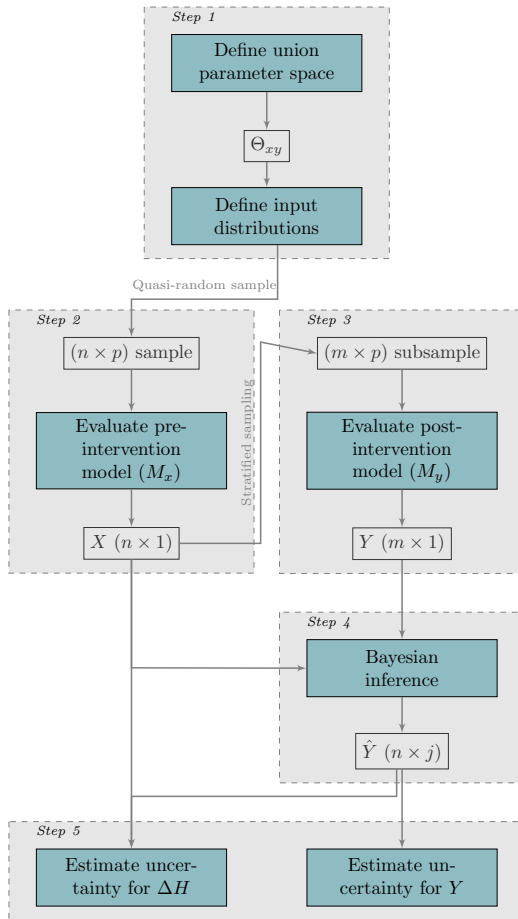 Step 1
Define union
parameter space
Θxy
Define input
distributions
Quasi-random sample
Step 2
(n × p) sample
Evaluate pre-
intervention
model (Mx)
X (n × 1)
Stratified sampling
Step 3
(m × p) subsample
Evaluate post-
intervention
model (My)
Y (m × 1)
Step 4
Bayesian
inference
Ŷ (n × j)
Step 5
Estimate uncer-
tainty for ΔH
Estimate un-
certainty for Y